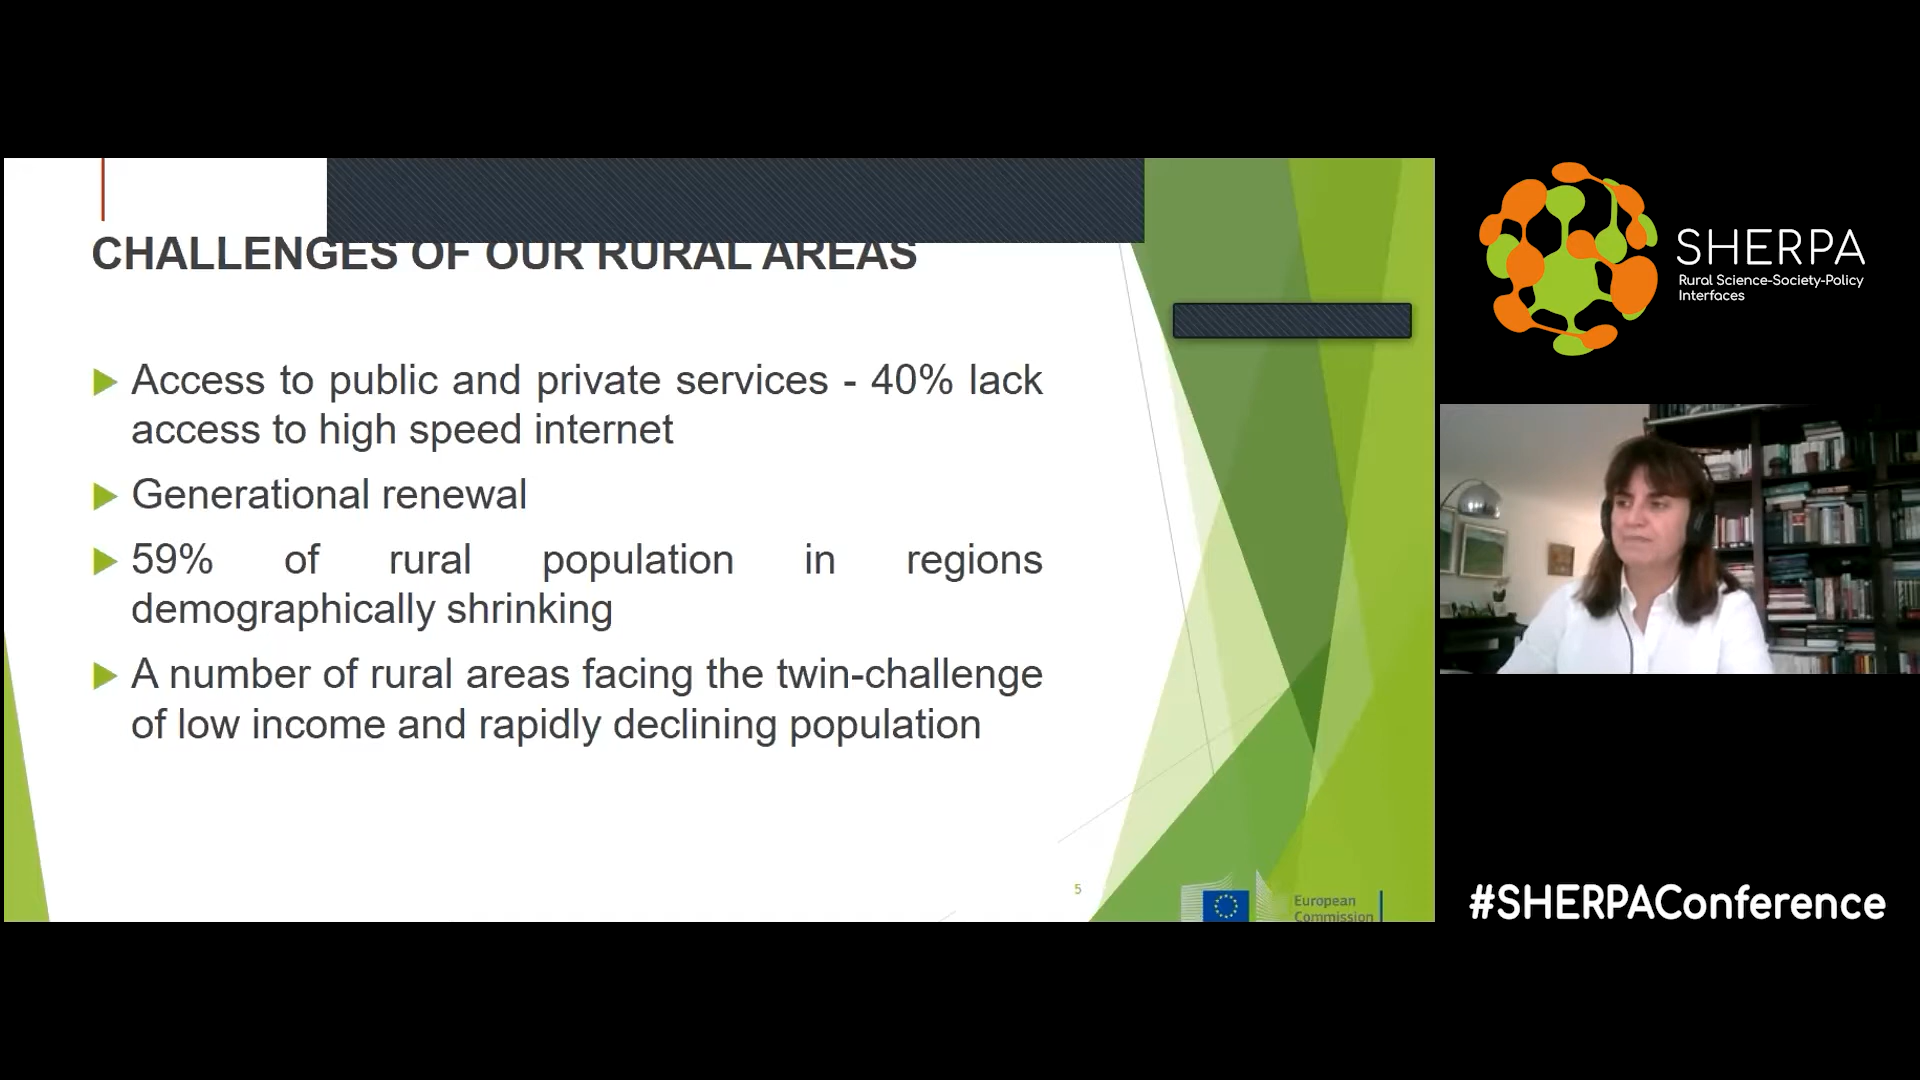 CHALLENGES OF OUR RURAL AREAS
Access to public and private services - 40% lack
access to high speed internet
Generational renewal
59% of rural population in regions
demographically shrinking
A number of rural areas facing the twin-challenge
of low income and rapidly declining population
5
European
Commission
SHERPA
Rural Science-Society-Policy
Interfaces
#SHERPAConference